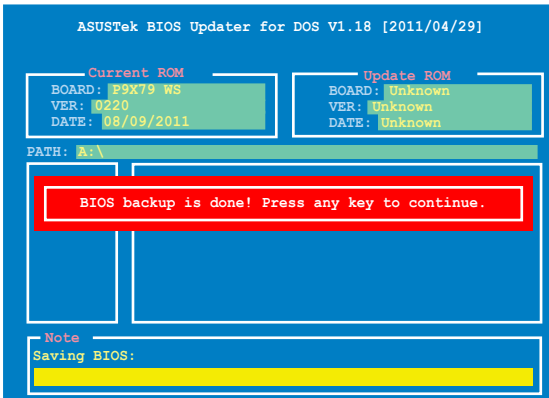 ASUSTek BIOS Updater for DOS V1.18 [2011/04/29]
Current ROM
BOARD: P9X79 WS
VER: 0220
DATE: 08/09/2011
Update ROM
BOARD: Unknown
VER: Unknown
DATE: Unknown
PATH: A:\
BIOS backup is done! Press any key to continue.
Note
Saving BIOS: